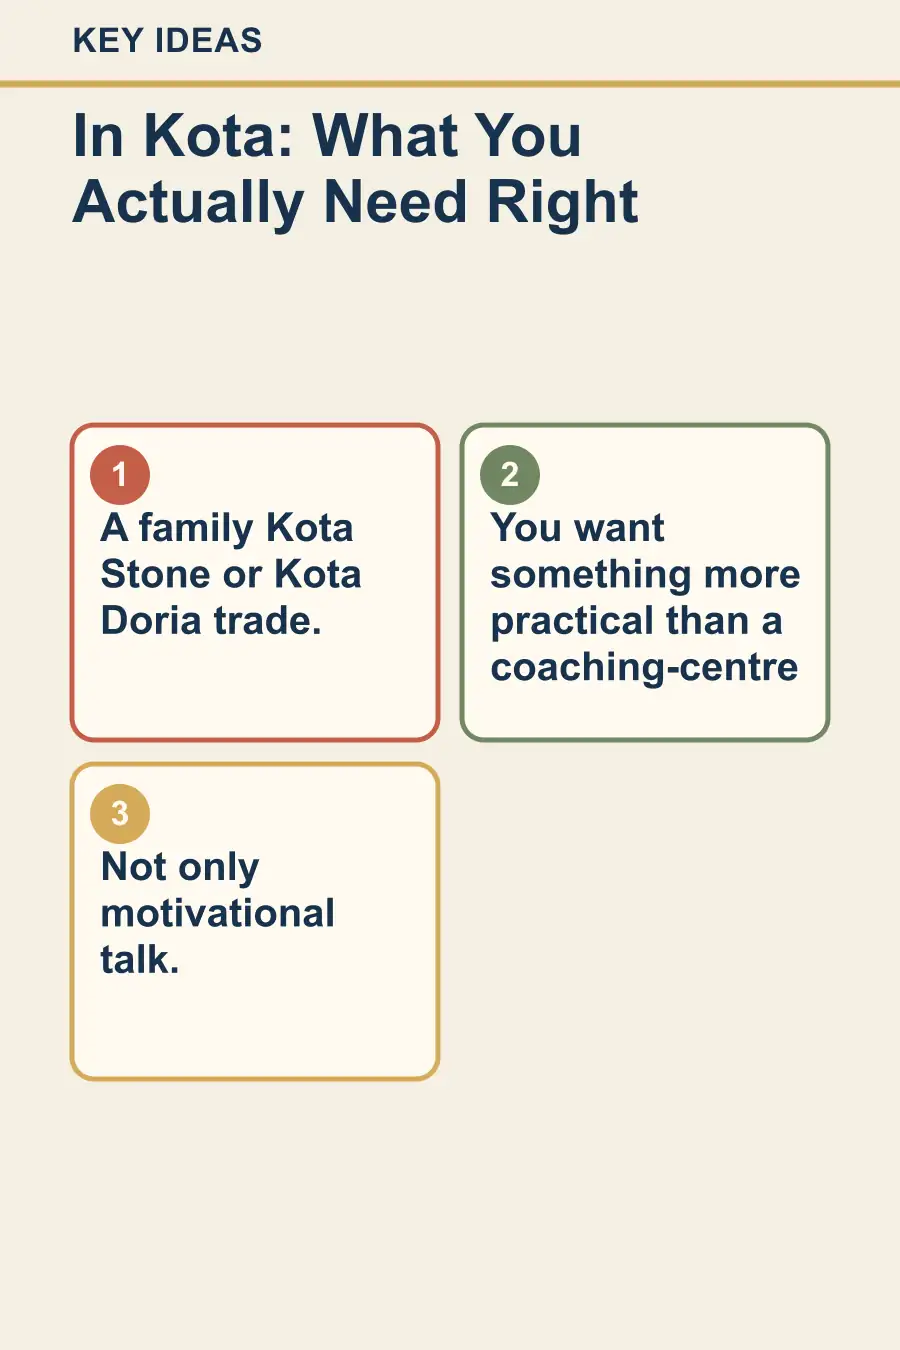 KEY IDEAS
In Kota: What You
Actually Need Right
1
A family Kota
Stone or Kota
Doria trade.
2
You want
something more
practical than a
coaching-centre
3
Not only
motivational
talk.